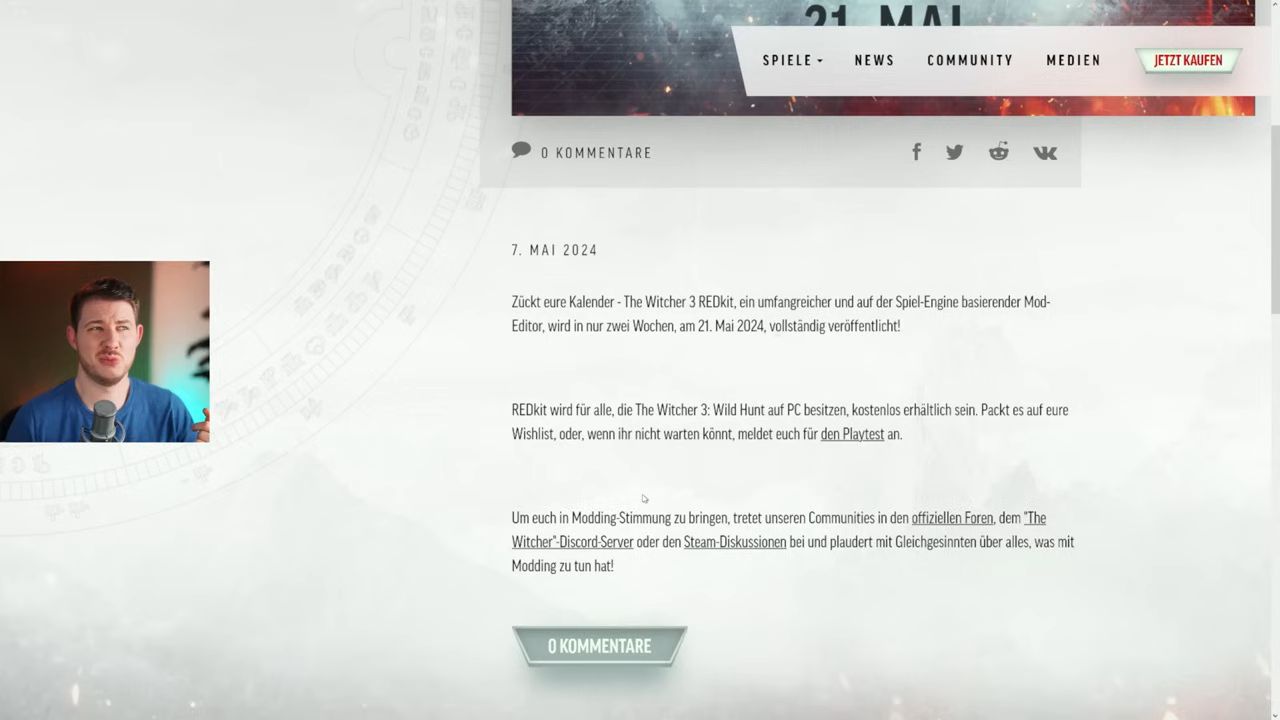 21. MAI
SPIELE NEWS COMMUNITY MEDIEN JETZT KAUFEN
0 KOMMENTARE
7. MAI 2024
Zückt eure Kalender - The Witcher 3 REDkit, ein umfangreicher und auf der Spiel-Engine basierender Mod-
Editor, wird in nur zwei Wochen, am 21. Mai 2024, vollständig veröffentlicht!
REDkit wird für alle, die The Witcher 3: Wild Hunt auf PC besitzen, kostenlos erhältlich sein. Packt es auf eure
Wishlist, oder, wenn ihr nicht warten könnt, meldet euch für den Playtest an.
Um euch in Modding-Stimmung zu bringen, tretet unseren Communities in den offiziellen Foren, dem "The
Witcher"-Discord-Server oder den Steam-Diskussionen bei und plaudert mit Gleichgesinnten über alles, was mit
Modding zu tun hat!
0 KOMMENTARE